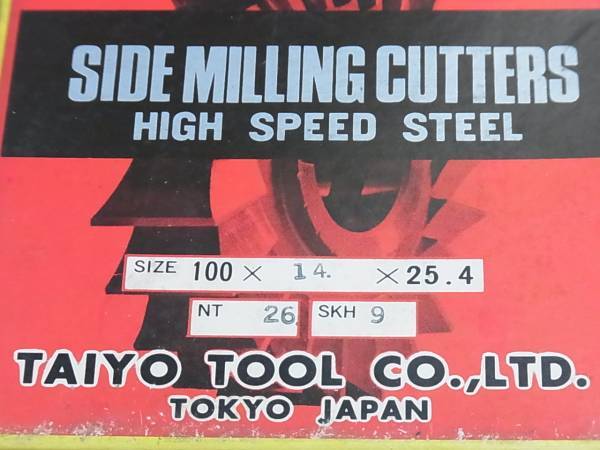 SIDE MILLING CUTTERS
HIGH SPEED STEEL
SIZE 100 × 14. × 25.4
NT 26 SKH 9
TAIYO TOOL CO.,LTD.
TOKYO JAPAN